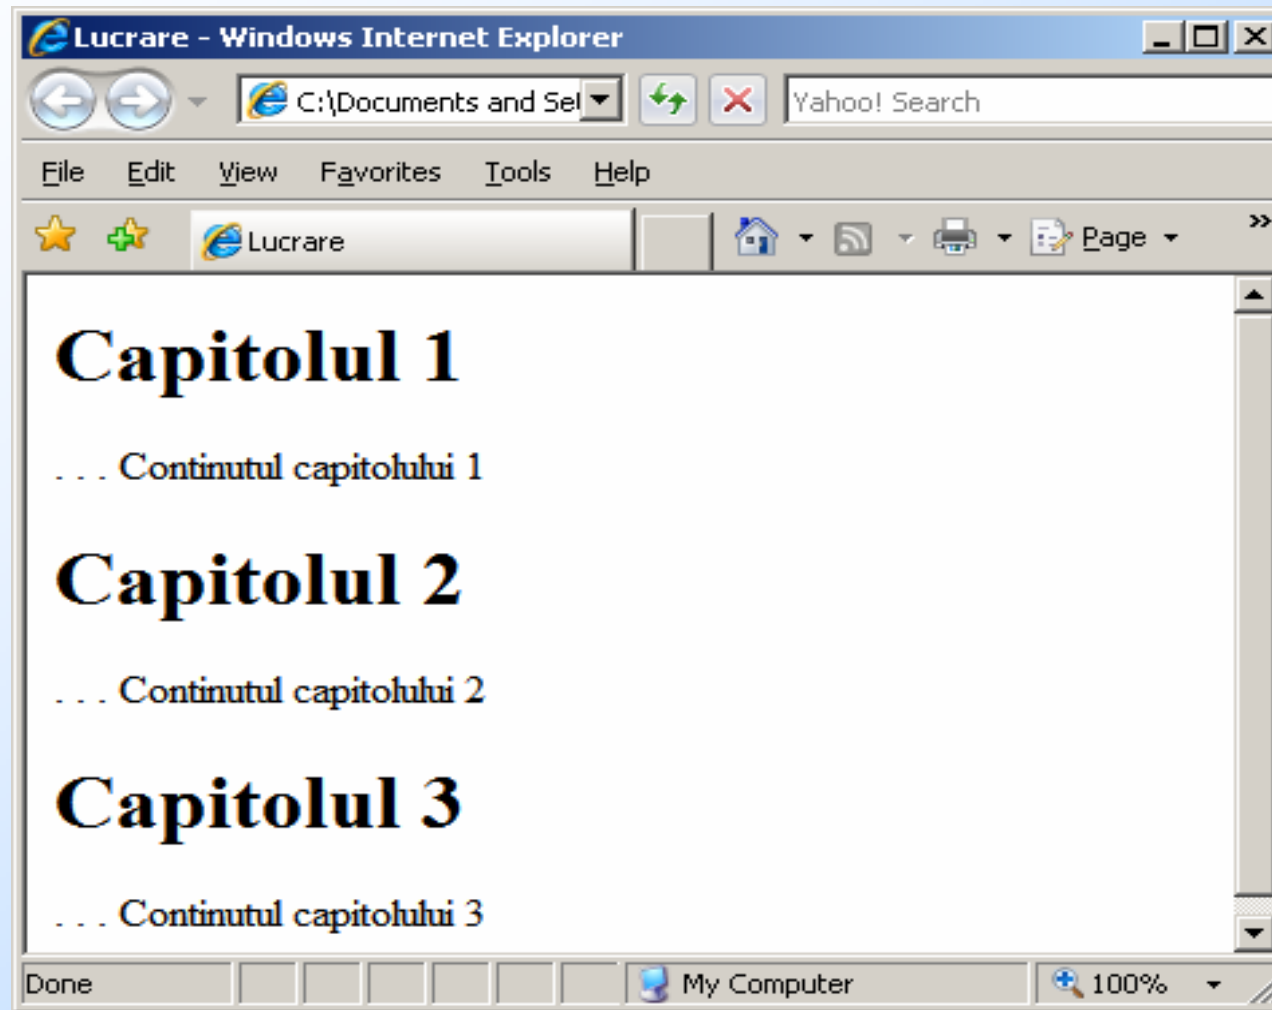 Lucrare - Windows Internet Explorer
C:\Documents and Set Yahoo! Search
File Edit View Favorites Tools Help
Lucrare Page »
Capitolul 1
. . . Continutul capitolului 1
Capitolul 2
. . . Continutul capitolului 2
Capitolul 3
. . . Continutul capitolului 3
Done My Computer 100%